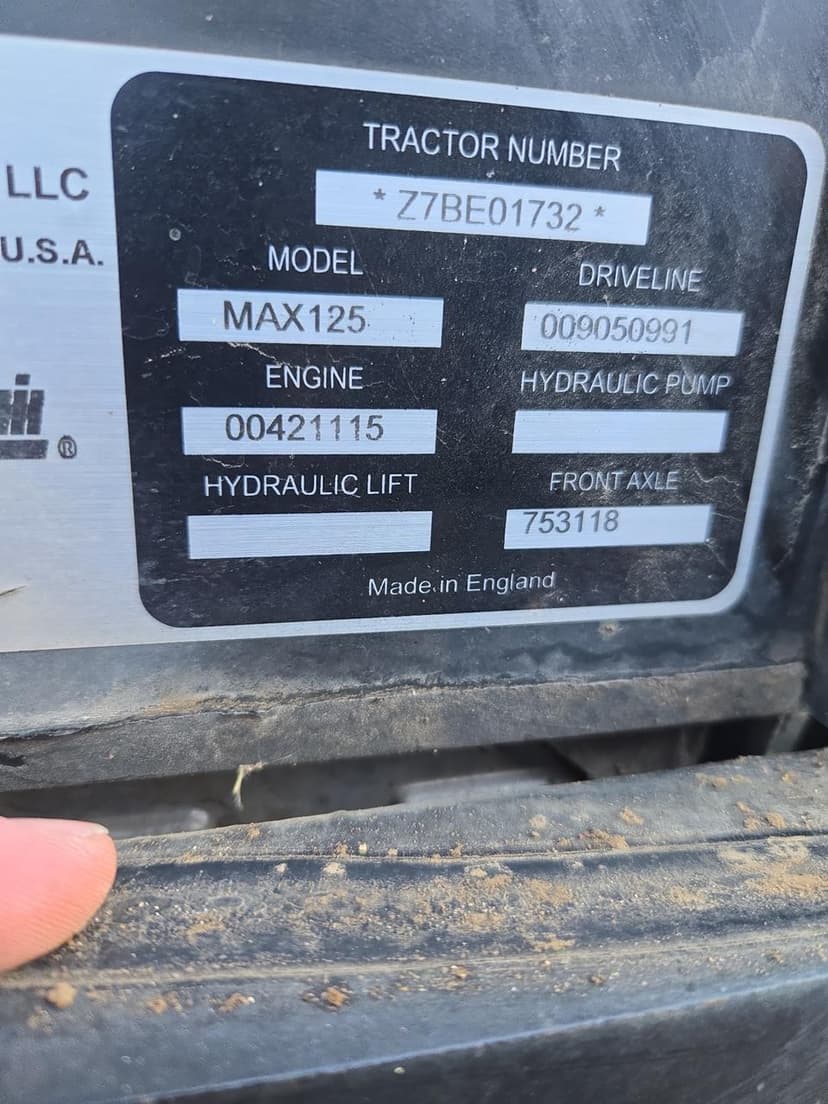 LLC
U.S.A.
®
TRACTOR NUMBER
* Z7BE01732 *
MODEL
DRIVELINE
MAX125
009050991
ENGINE
HYDRAULIC PUMP
00421115
HYDRAULIC LIFT
FRONT AXLE
753118
Made in England